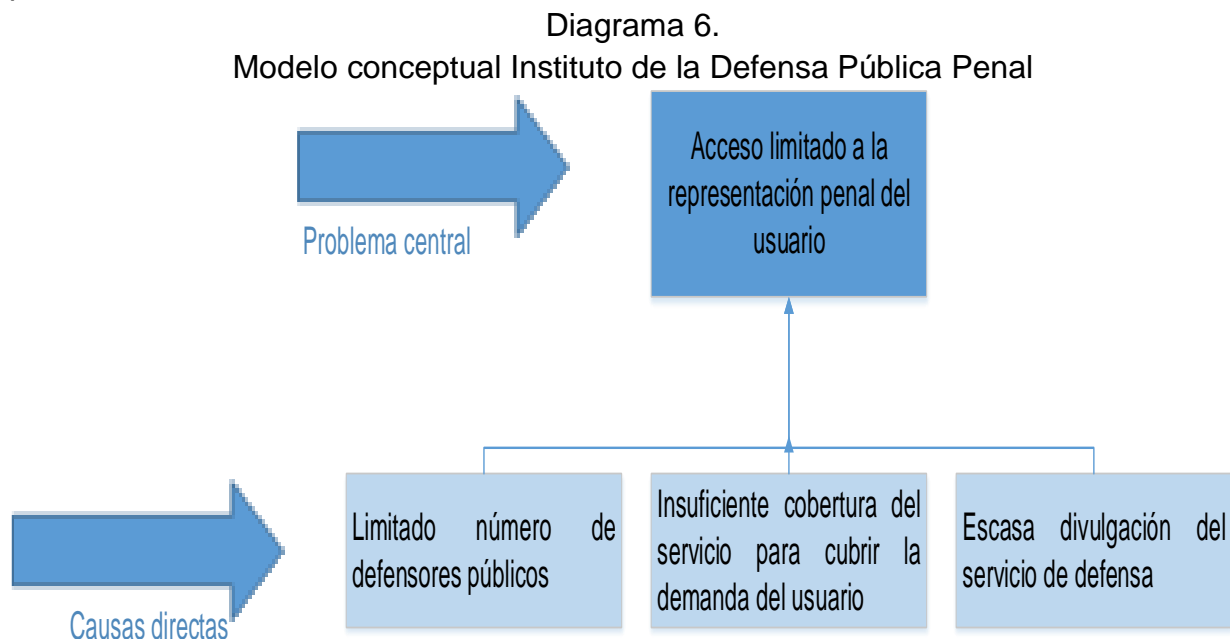 Diagrama 6.
Modelo conceptual Instituto de la Defensa Pública Penal
Acceso limitado a la
representación penal del
usuario
Problema central
Limitado número de
defensores públicos
Insuficiente cobertura del
servicio para cubrir la
demanda del usuario
Escasa divulgación del
servicio de defensa
Causas directas